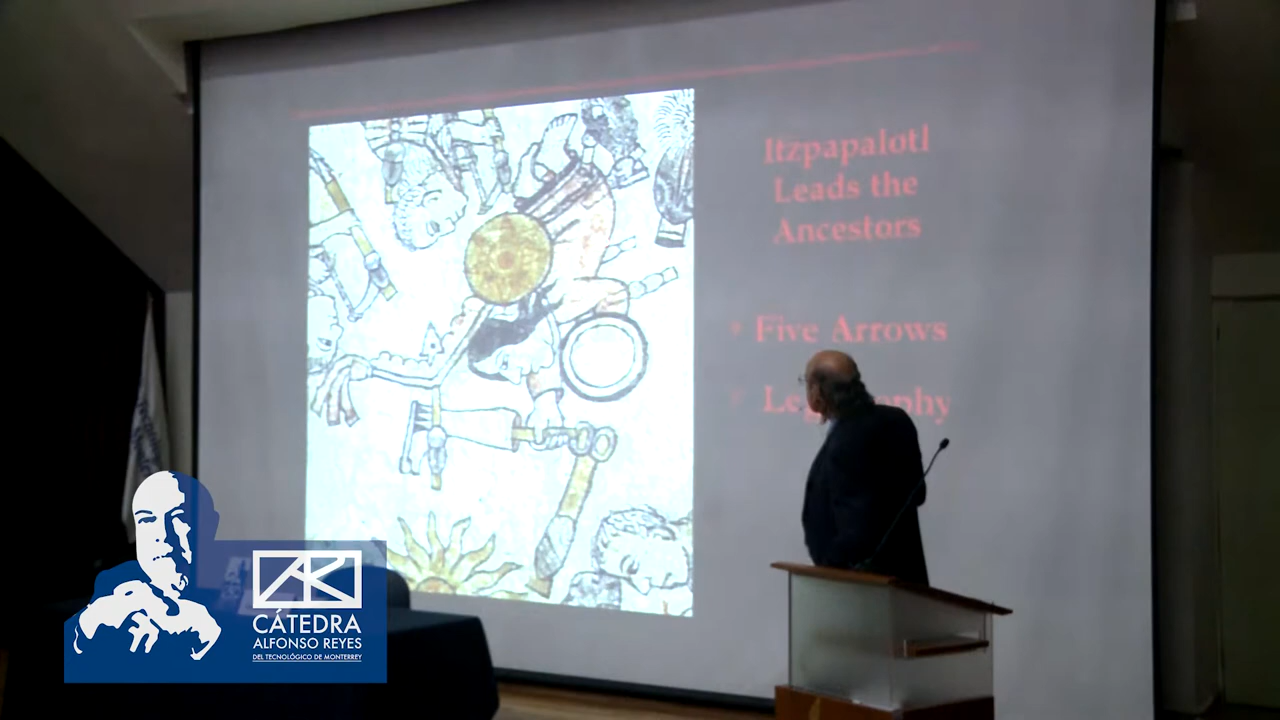 Itzpapalotl
Leads the
Ancestors
• Five Arrows
CÁTEDRA
ALFONSO REYES
DEL TECNOLÓGICO DE MONTERREY